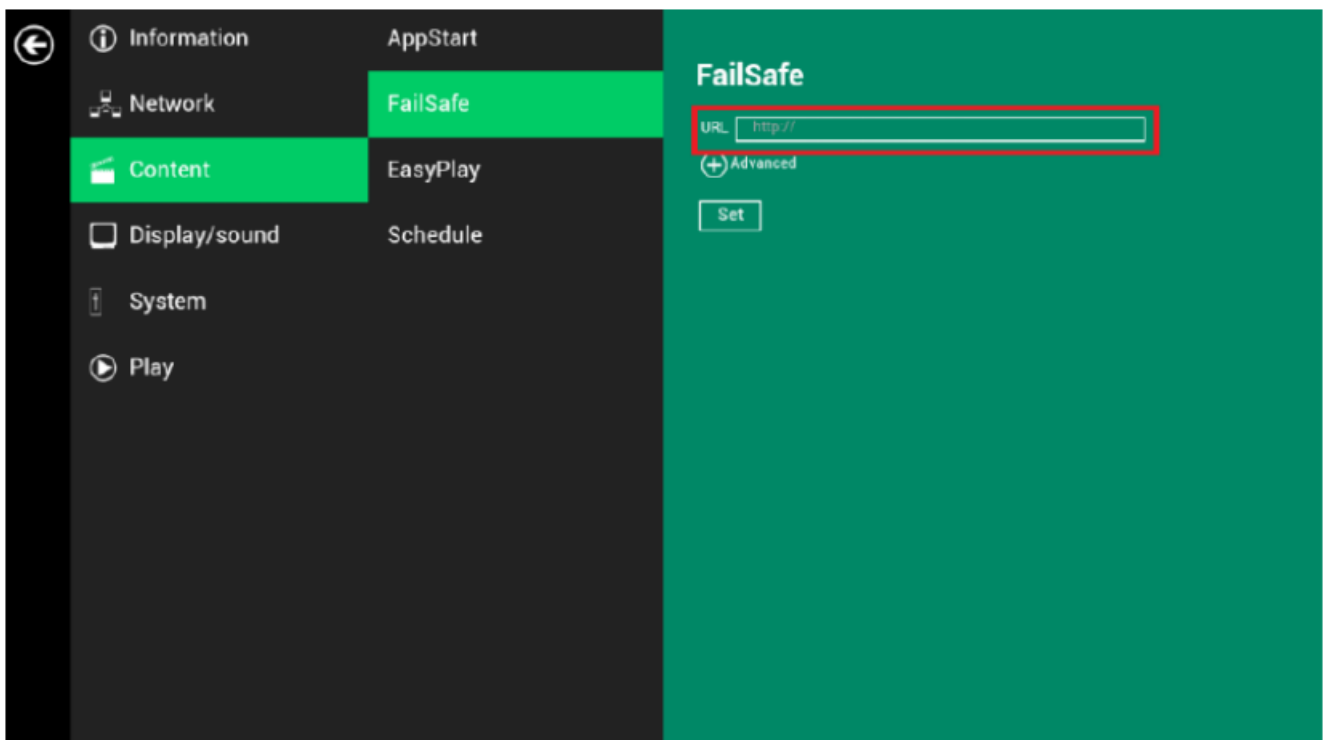 Information
Network
Content
Display/sound
System
Play
AppStart
FailSafe
EasyPlay
Schedule
FailSafe
URL http://
Advanced
Set